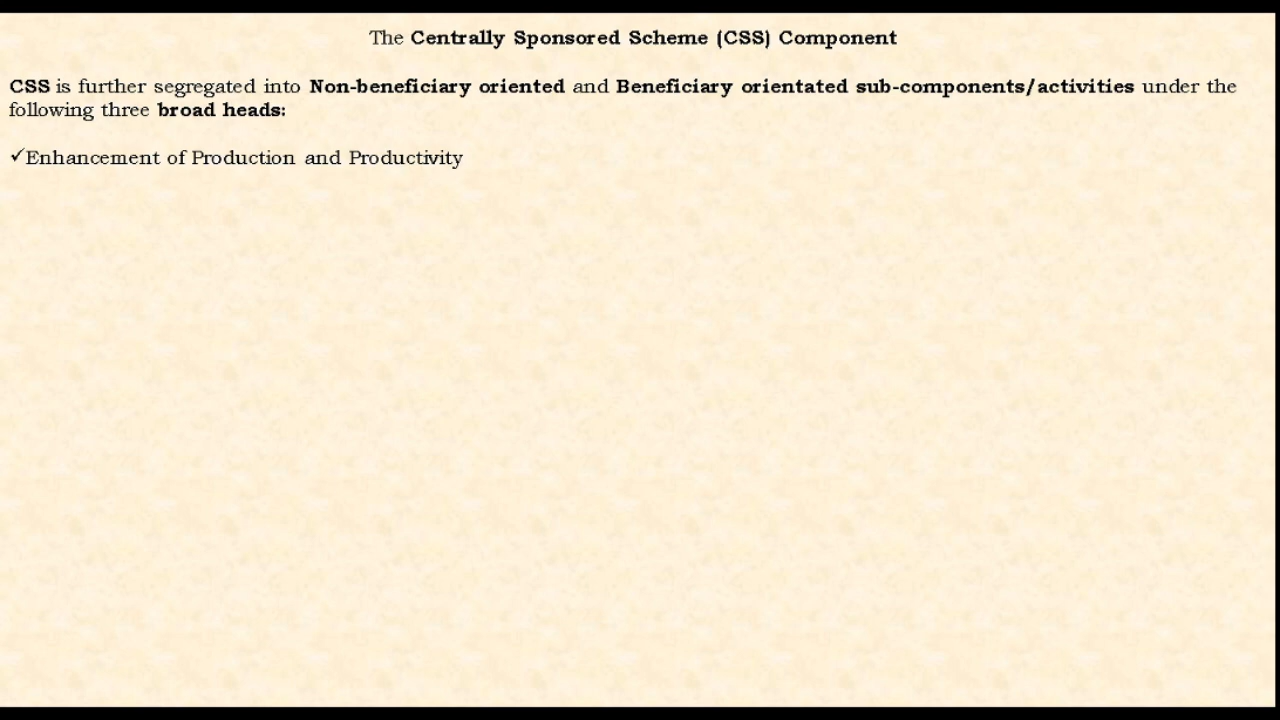 The Centrally Sponsored Scheme (CSS) Component
CSS is further segregated into Non-beneficiary oriented and Beneficiary orientated sub-components/activities under the
following three broad heads:
✓Enhancement of Production and Productivity